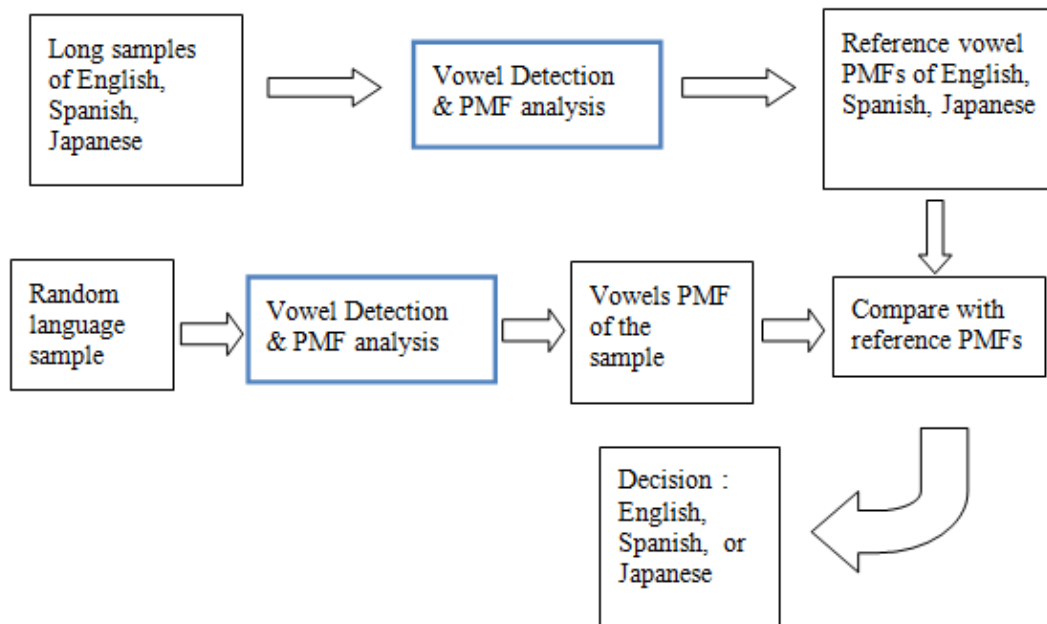 Long samples
of English,
Spanish,
Japanese
Vowel Detection
& PMF analysis
Reference vowel
PMFs of English,
Spanish, Japanese
Random
language
sample
Vowel Detection
& PMF analysis
Vowels PMF
of the
sample
Compare with
reference PMFs
Decision :
English,
Spanish, or
Japanese